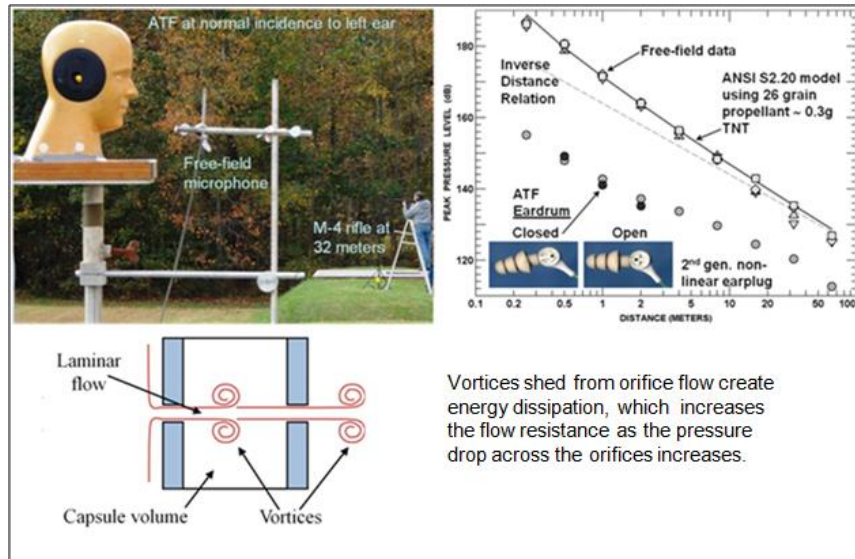 ATF at normal incidence to left ear
Free-field
microphone
M-4 rifle at
32 meters
PEAK PRESSURE LEVEL (dB)
180
160
140
120
Free-field data
Inverse
Distance
Relation
ANSI S2.20 model
using 26 grain
propellant ~ 0.3g
TNT
ATF
Eardrum
Closed
Open
2nd gen. non-
linear earplug
0.1 0.2 0.5 1 2 5 10 20 50 100
DISTANCE (METERS)
Laminar
flow
Capsule volume
Vortices
Vortices shed from orifice flow create
energy dissipation, which increases
the flow resistance as the pressure
drop across the orifices increases.